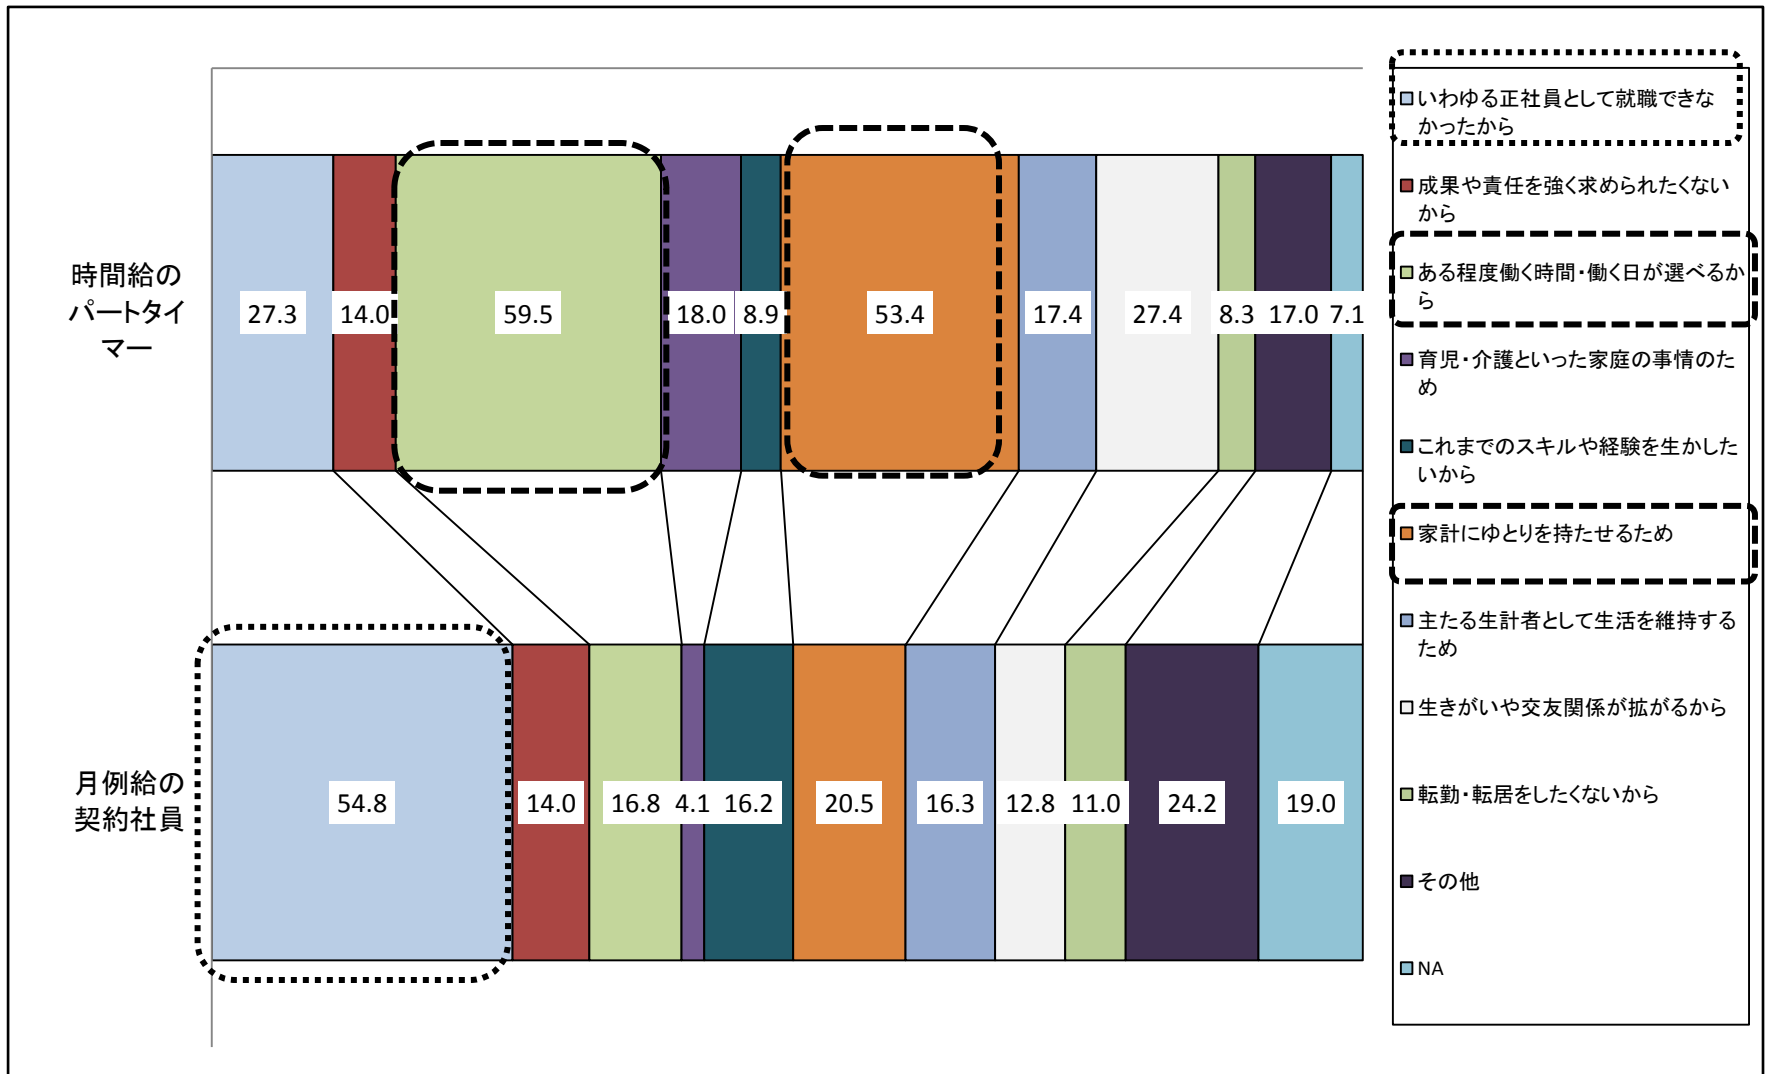 時間給の
パートタイ
マー
27.3 14.0 59.5 18.0 8.9 53.4 17.4 27.4 8.3 17.0 7.1
月例給の
契約社員
54.8 14.0 16.8 4.1 16.2 20.5 16.3 12.8 11.0 24.2 19.0
いわゆる正社員として就職できな
かったから
成果や責任を強く求められたくない
から
ある程度働く時間・働く日が選べるか
ら
育児・介護といった家庭の事情のた
め
これまでのスキルや経験を生かした
いから
家計にゆとりを持たせるため
主たる生計者として生活を維持する
ため
生きがいや交友関係が拡がるから
転勤・転居をしたくないから
その他
NA